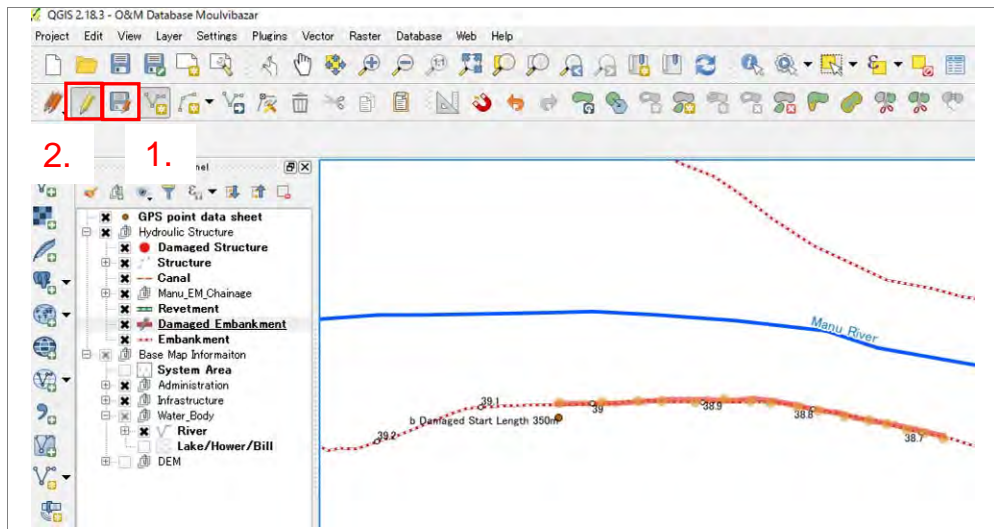 QGIS 2.18.3 - O&M Database Moulvibazar
Project Edit View Layer Settings Plugins Vector Raster Database Web Help
2. 1.
nel
GPS point data sheet
Hydroulic Structure
Damaged Structure
Structure
Canal
Manu_EM_Chainage
Revetment
Damaged Embankment
Embankment
Base Map Informaiton
System Area
Administration
Infrastructure
Water_Body
River
Lake/Hower/Bill
DEM
Manu_River
39.1
39
38.9
38.8
b Damaged Start Length 350m
39.2
38.7